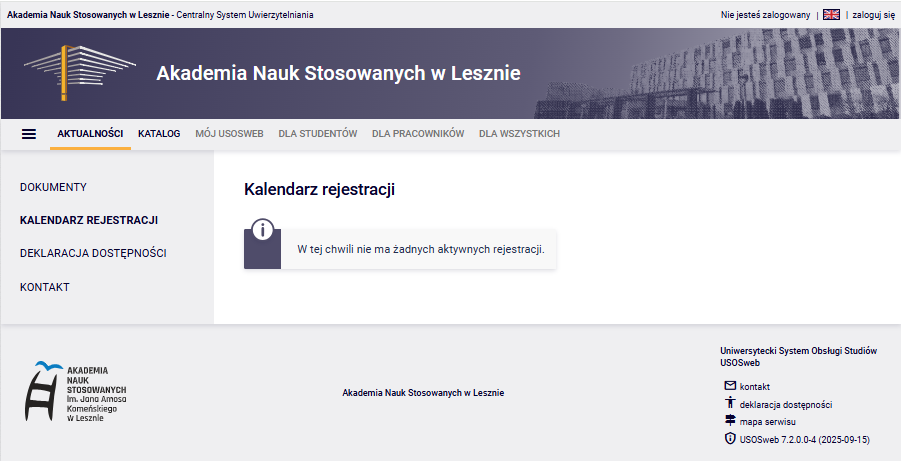 Akademia Nauk Stosowanych w Lesznie - Centralny System Uwierzytelniania
Nie jesteś zalogowany | | zaloguj się
Akademia Nauk Stosowanych w Lesznie
AKTUALNOŚCI KATALOG MÓJ USOSWEB DLA STUDENTÓW DLA PRACOWNIKÓW DLA WSZYSTKICH
DOKUMENTY
KALENDARZ REJESTRACJI
DEKLARACJA DOSTĘPNOŚCI
KONTAKT
Kalendarz rejestracji
W tej chwili nie ma żadnych aktywnych rejestracji.
AKADEMIA
NAUK
STOSOWANYCH
im. Jana Amosa
Komeńskiego
w Lesznie
Akademia Nauk Stosowanych w Lesznie
Uniwersytecki System Obsługi Studiów
USOSweb
kontakt
deklaracja dostępności
mapa serwisu
USOSweb 7.2.0.0-4 (2025-09-15)